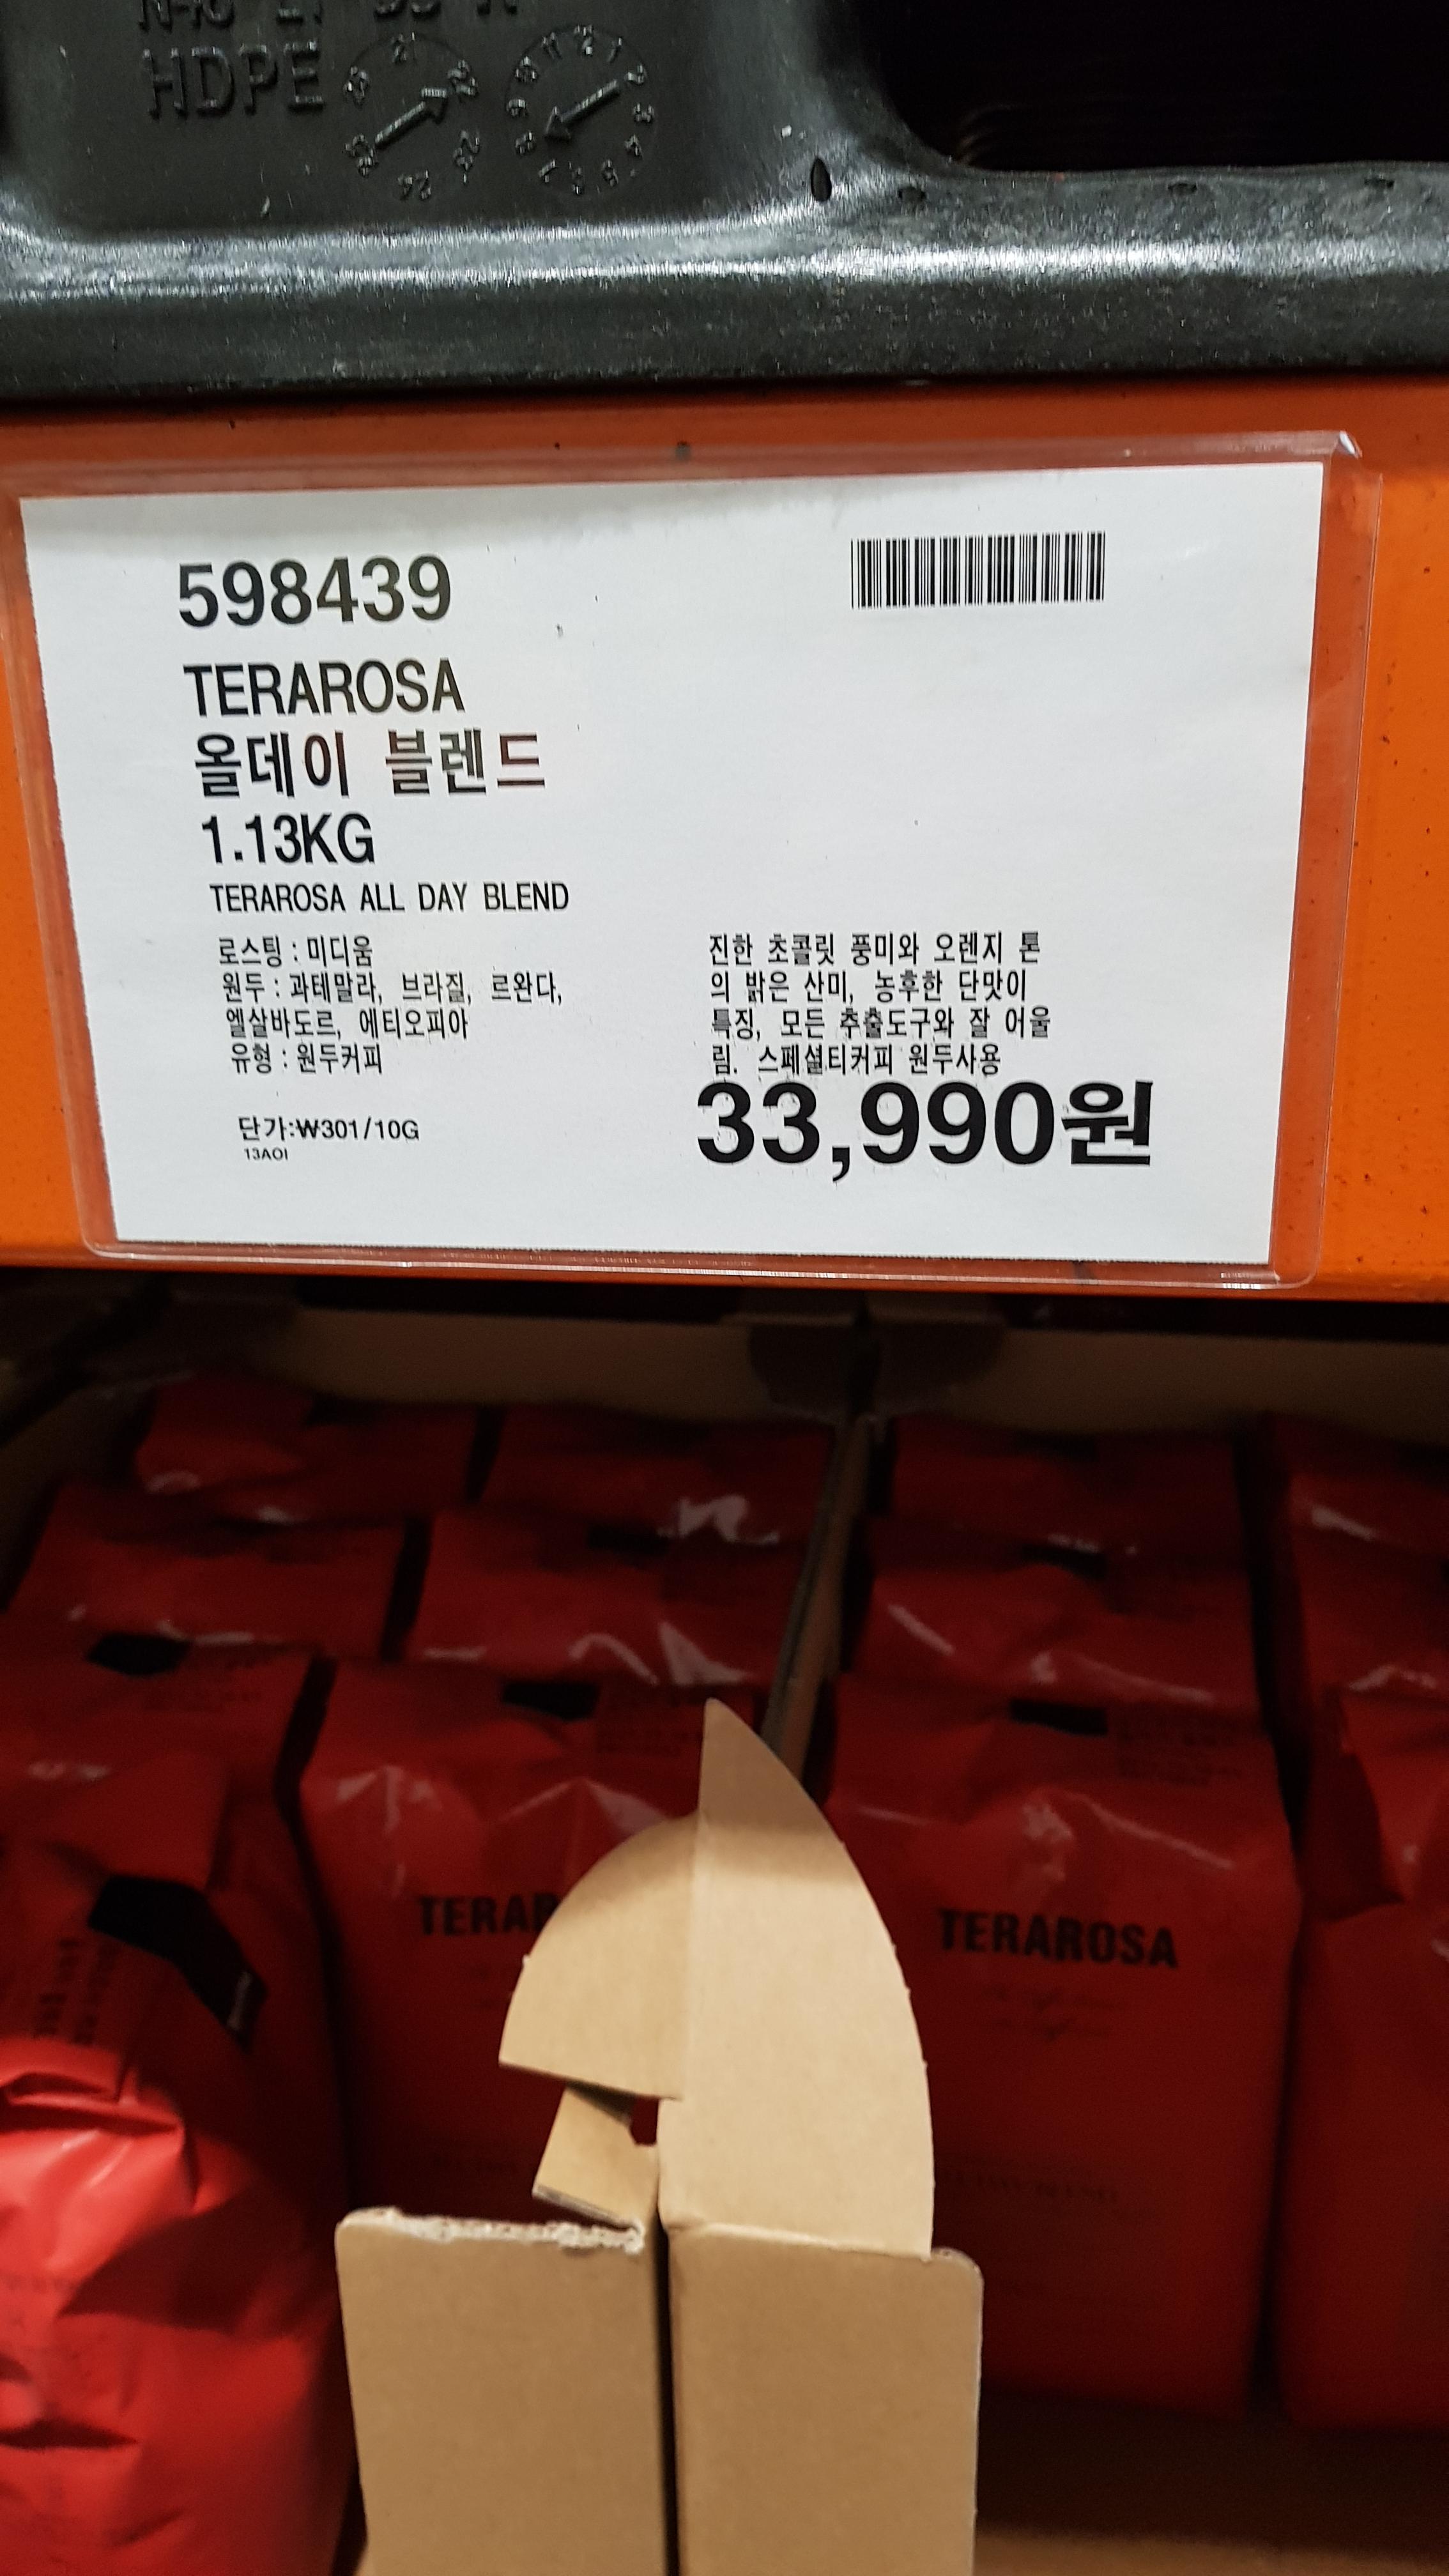 HDPE
598439
TERAROSA
올데이 블렌드
1.13KG
TERAROSA ALL DAY BLEND
로스팅 : 미디움
원두 : 과테말라, 브라질, 르완다,
엘살바도르, 에티오피아
유형 : 원두커피
단가:₩301/10G
13AOI
진한 초콜릿 풍미와 오렌지 톤
의 밝은 산미, 농후한 단맛이
특징, 모든 추출도구와 잘 어울
림. 스페셜티커피 원두사용
33,990원
TERAROSA